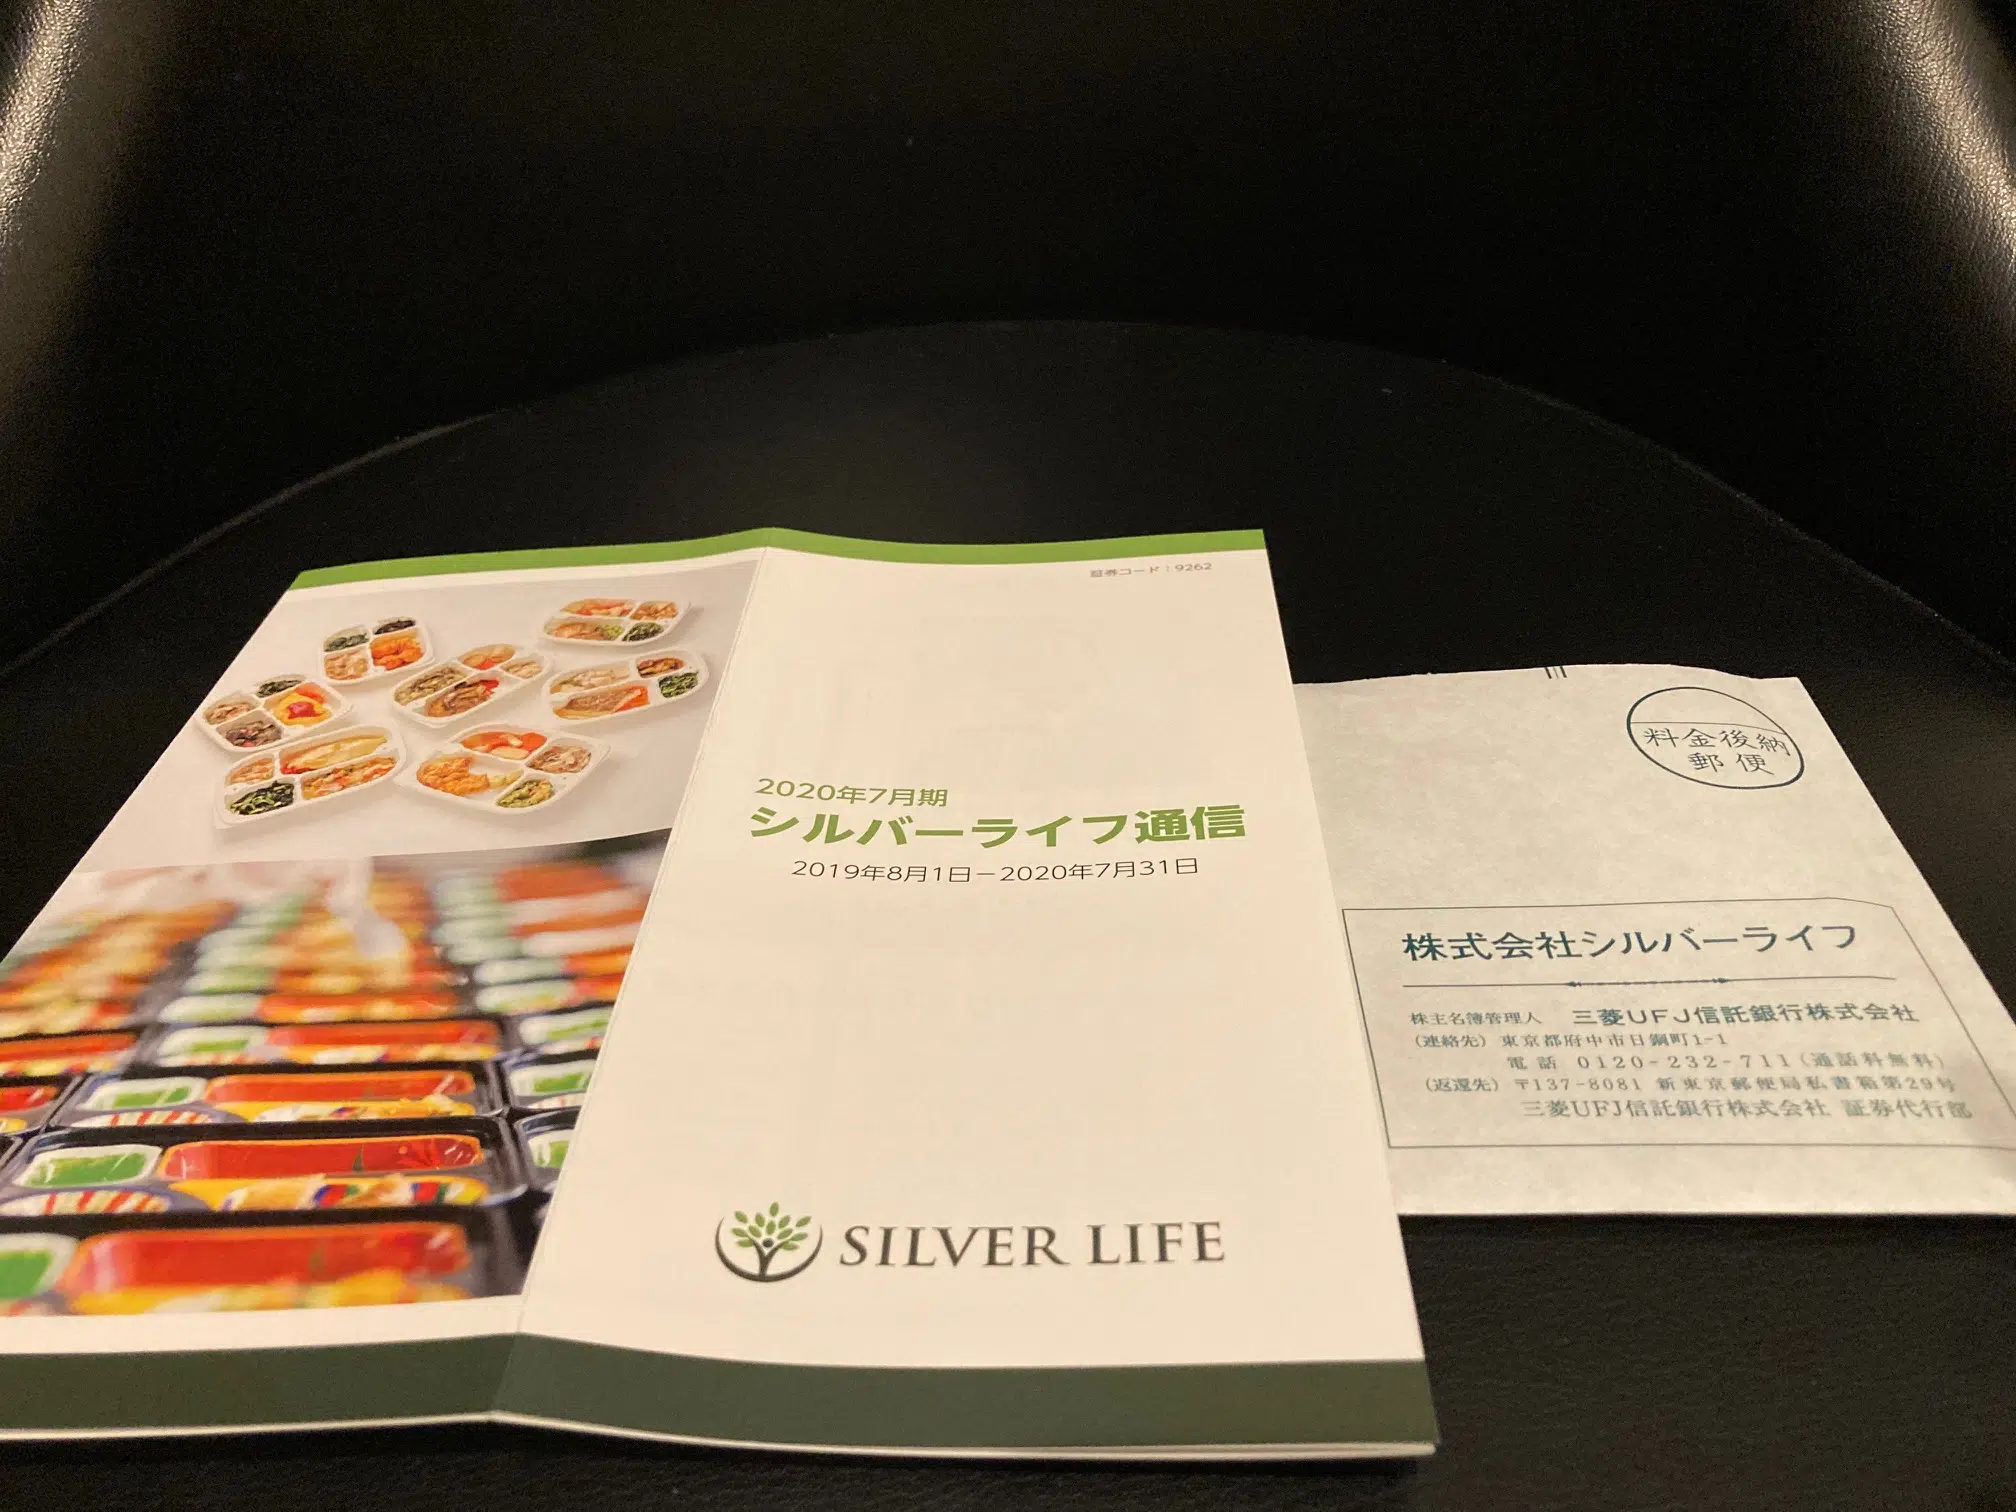 証券コード：9262
2020年7月期
シルバーライフ通信
2019年8月1日－2020年7月31日
SILVER LIFE
料金後納
郵便
株式会社シルバーライフ
株主名簿管理人 三菱UFJ信託銀行株式会社
（連絡先）東京都府中市日鋼町1-1
電話 0120-232-711（通話料無料）
（返還先）〒137-8081 新東京郵便局私書箱第29号
三菱UFJ信託銀行株式会社 証券代行部